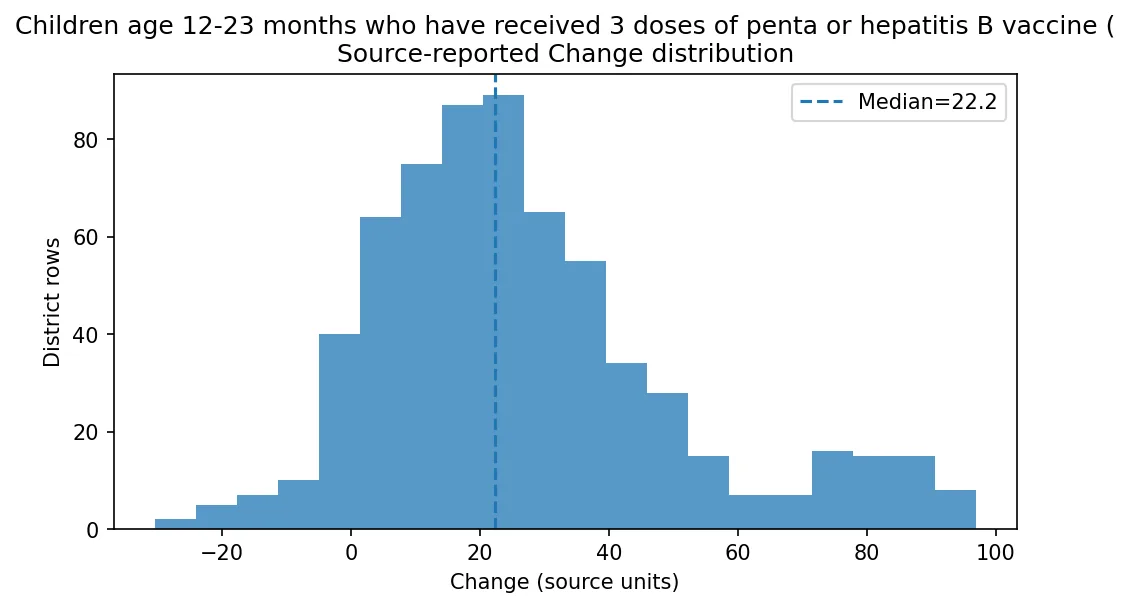 Children age 12-23 months who have received 3 doses of penta or hepatitis B vaccine (
Source-reported Change distribution
Median=22.2
80
60
40
20
0
District rows
−20 0 20 40 60 80 100
Change (source units)